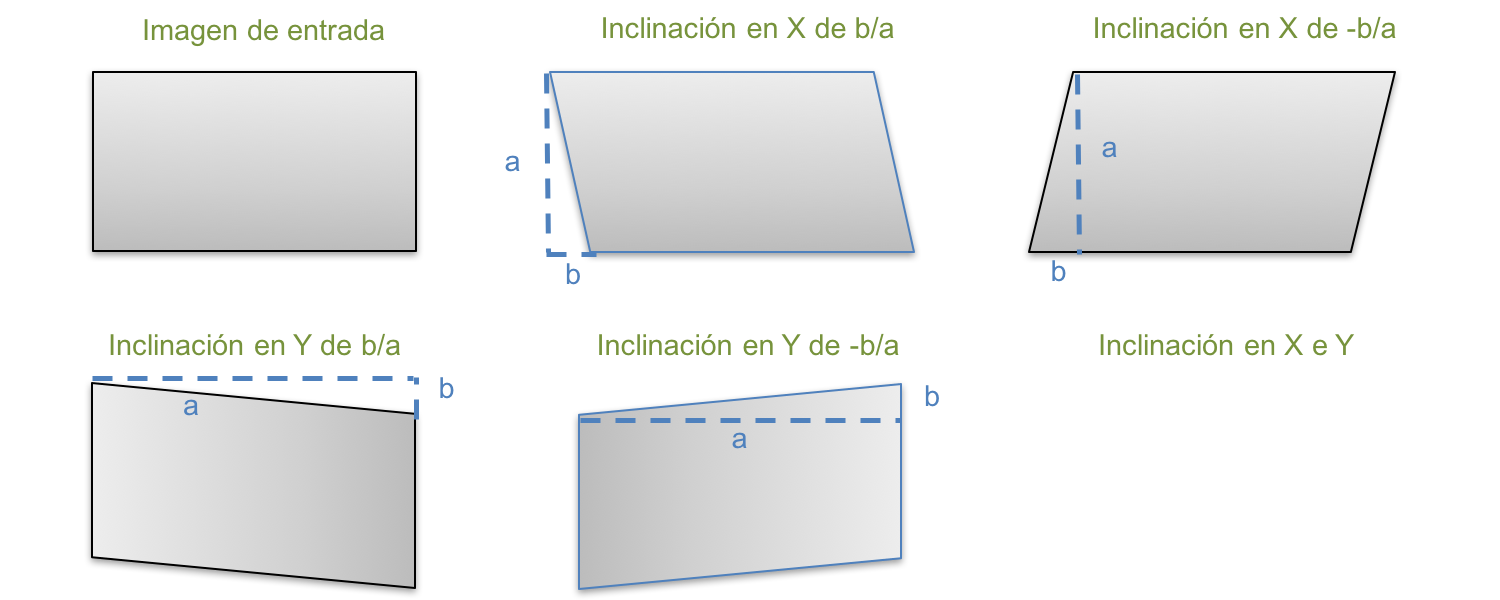 Imagen de entrada
Inclinación en X de b/a
a
b
Inclinación en X de -b/a
a
b
Inclinación en Y de b/a
a
b
Inclinación en Y de -b/a
a
b
Inclinación en X e Y